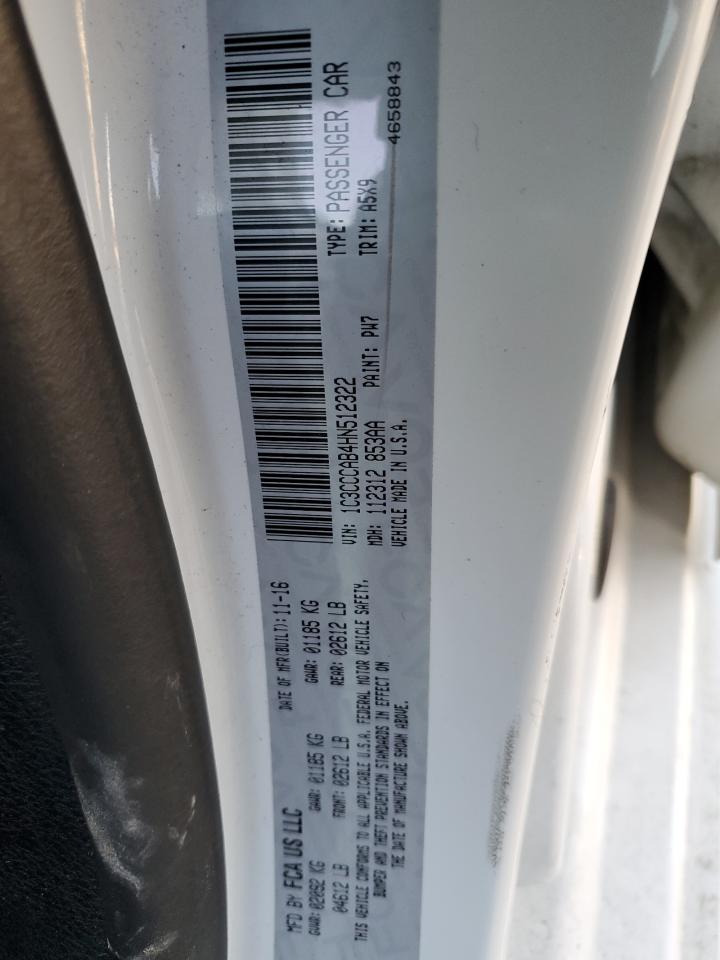 MFD BY FCA US LLC DATE OF MFR(BUILT): 11-16
GVWR: 02092 KG GAWR: 01185 KG GAWR: 01185 KG
04612 LB FRONT: 02612 LB REAR: 02612 LB
THIS VEHICLE CONFORMS TO ALL APPLICABLE U.S.A. FEDERAL MOTOR VEHICLE SAFETY,
BUMPER AND THEFT PREVENTION STANDARDS IN EFFECT ON
THE DATE OF MANUFACTURE SHOWN ABOVE.
VIN: 1C3CCCAB4HN512322 TYPE: PASSENGER CAR
MDH: 112312 853AA PAINT: PW7 TRIM: A5X9
VEHICLE MADE IN U.S.A. 4658843